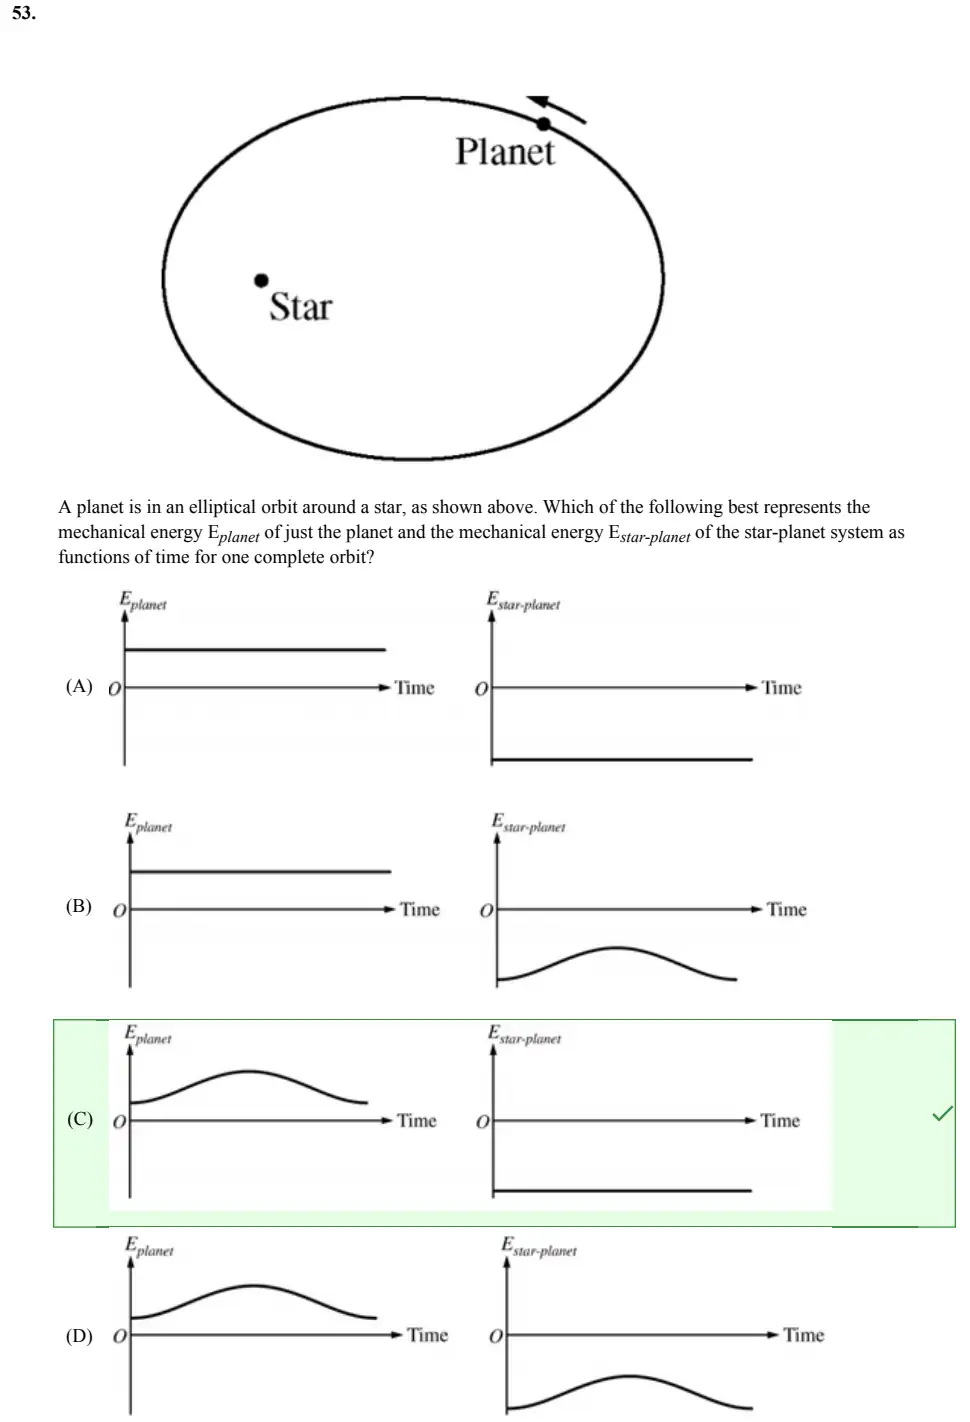 53.
Planet
Star
A planet is in an elliptical orbit around a star, as shown above. Which of the following best represents the
mechanical energy Eplanet of just the planet and the mechanical energy Estar-planet of the star-planet system as
functions of time for one complete orbit?
Eplanet Estar-planet
(A) O Time O Time
Eplanet Estar-planet
(B) O Time O Time
Eplanet Estar-planet
(C) O Time O Time
Eplanet Estar-planet
(D) O Time O Time